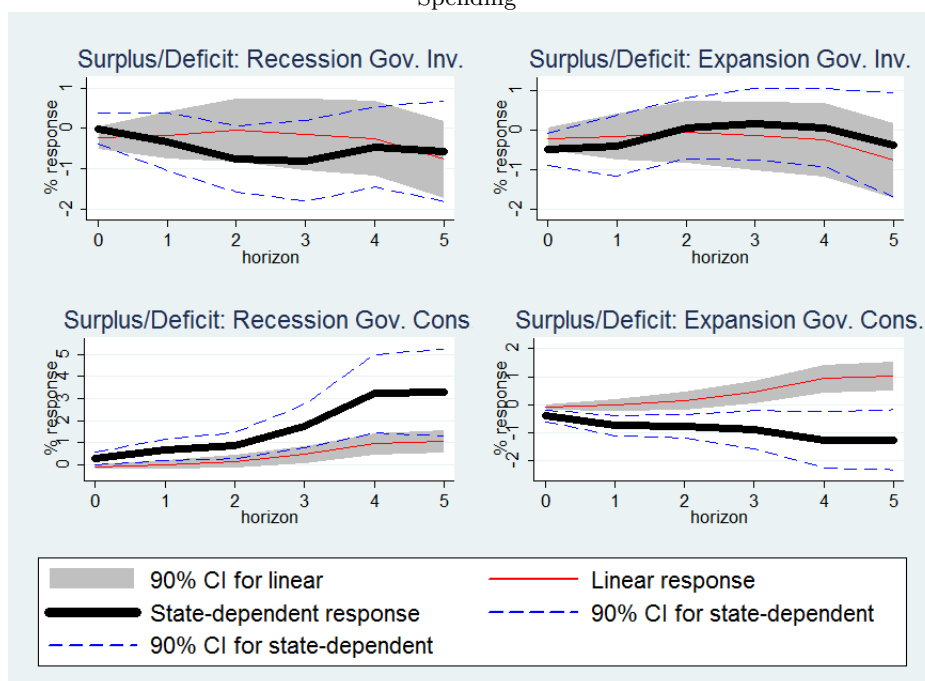 Spending
Surplus/Deficit: Recession Gov. Inv.
Surplus/Deficit: Expansion Gov. Inv.
% response
1
0
-1
-2
0 1 2 3 4 5
horizon
% response
1
0
-1
-2
0 1 2 3 4 5
horizon
Surplus/Deficit: Recession Gov. Cons
Surplus/Deficit: Expansion Gov. Cons.
% response
5
4
3
2
1
0
0 1 2 3 4 5
horizon
% response
2
1
0
-1
-2
0 1 2 3 4 5
horizon
90% CI for linear
Linear response
State-dependent response
90% CI for state-dependent
90% CI for state-dependent